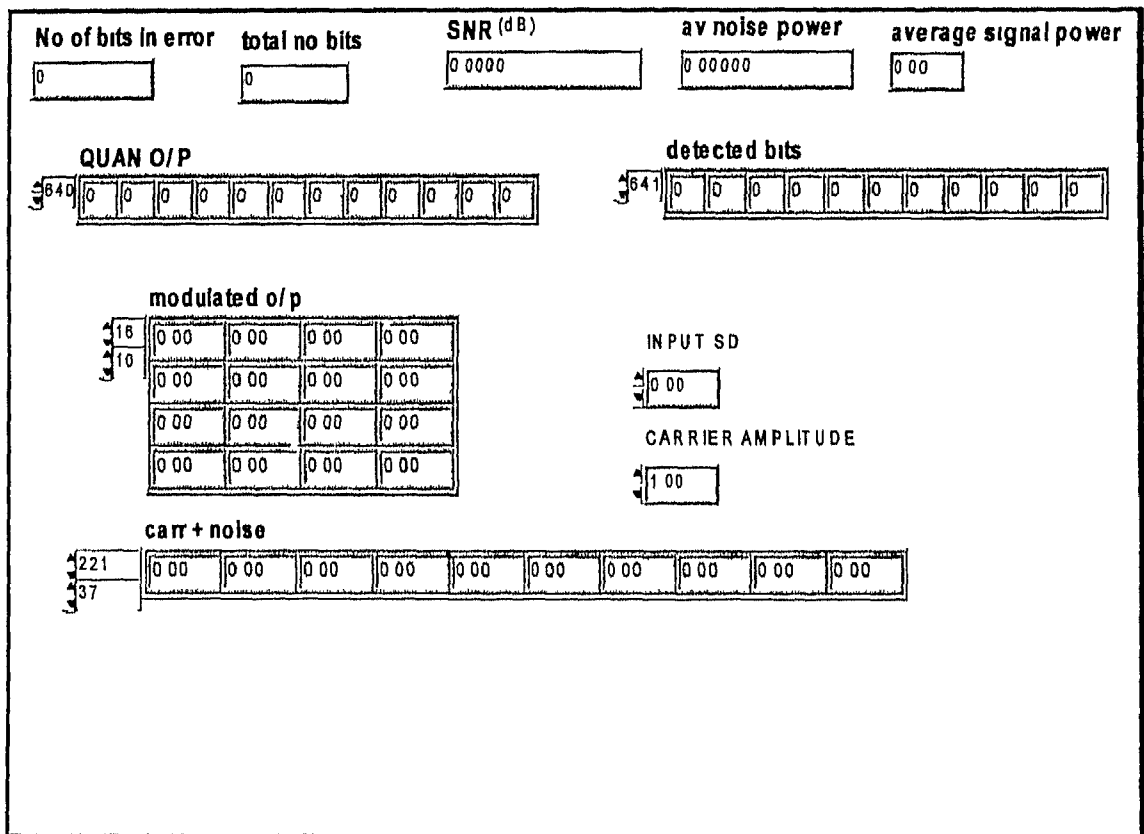 No of bits in error total no bits SNR (dB) av noise power average signal power
0 0 0 0000 0 00000 0 00
QUAN O/P detected bits
640 0 0 0 0 0 0 0 0 0 0 0 0 641 0 0 0 0 0 0 0 0 0 0 0
modulated o/p
16 0 00 0 00 0 00 0 00
10
0 00 0 00 0 00 0 00
0 00 0 00 0 00 0 00
0 00 0 00 0 00 0 00
INPUT SD
0 00
CARRIER AMPLITUDE
1 00
carr + noise
221 0 00 0 00 0 00 0 00 0 00 0 00 0 00 0 00 0 00 0 00
37